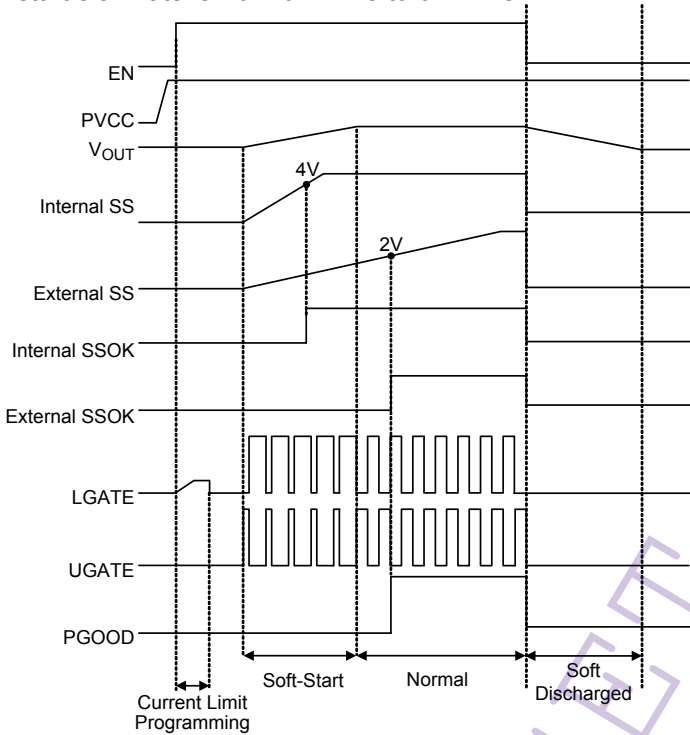 EN
PVCC
VOUT
4V
Internal SS
2V
External SS
Internal SSOK
External SSOK
LGATE
UGATE
PGOOD
Soft-Start
Normal
Soft
Discharged
Current Limit
Programming